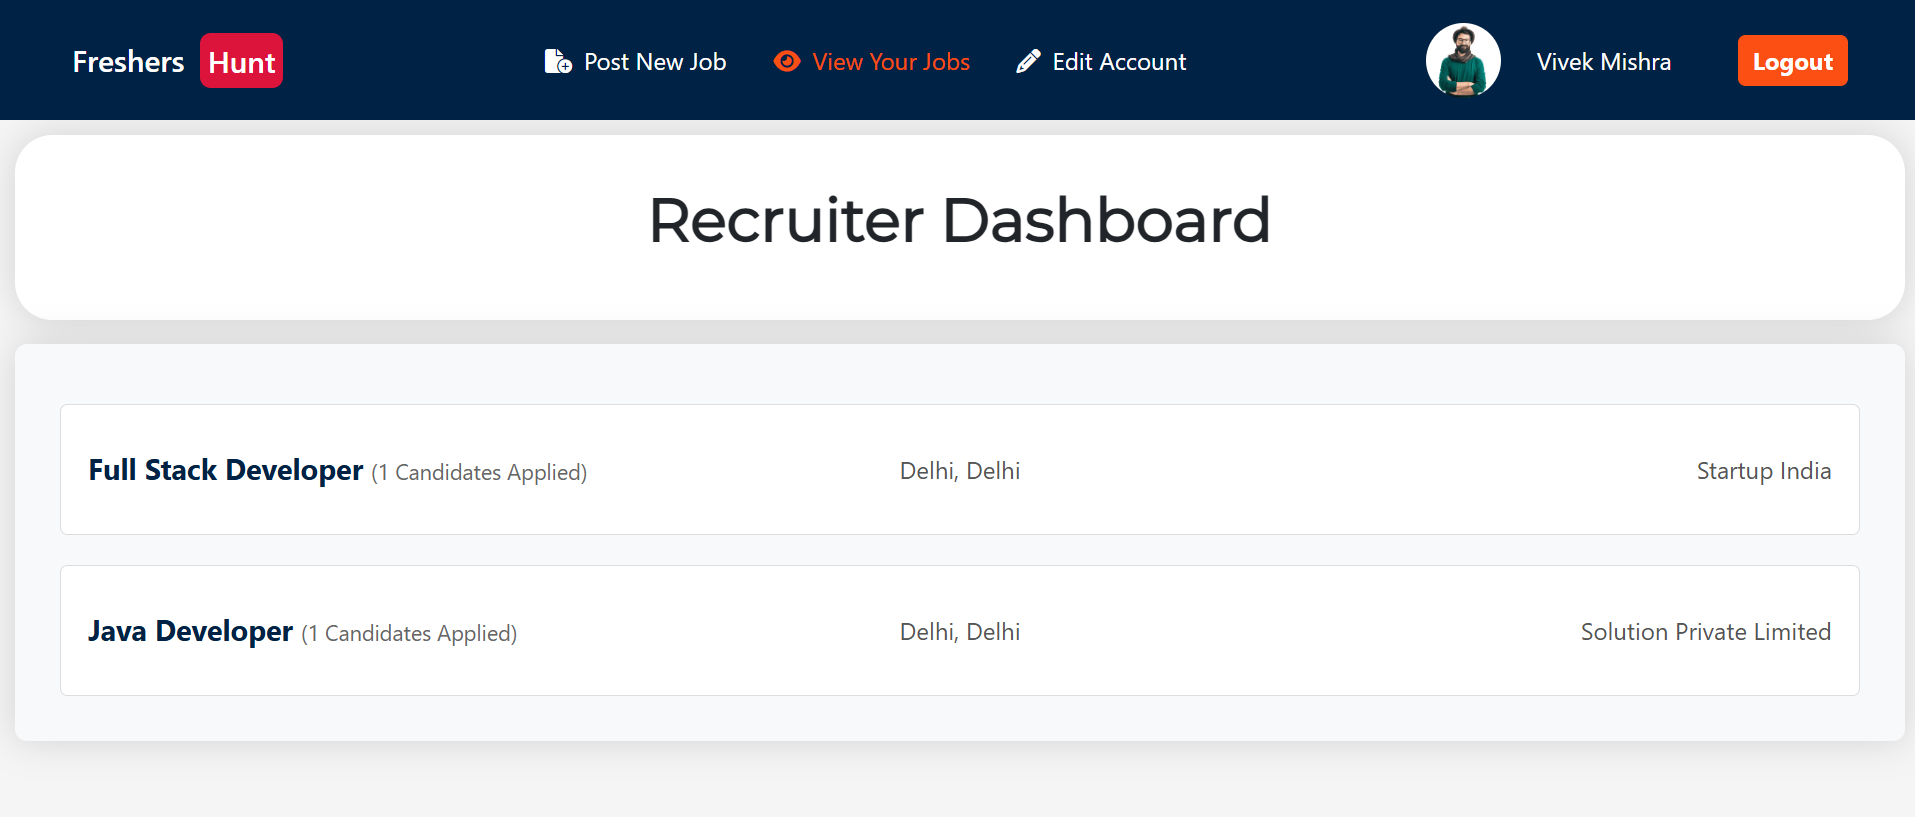 Freshers Hunt Post New Job View Your Jobs Edit Account Vivek Mishra Logout
Recruiter Dashboard
Full Stack Developer (1 Candidates Applied) Delhi, Delhi Startup India
Java Developer (1 Candidates Applied) Delhi, Delhi Solution Private Limited